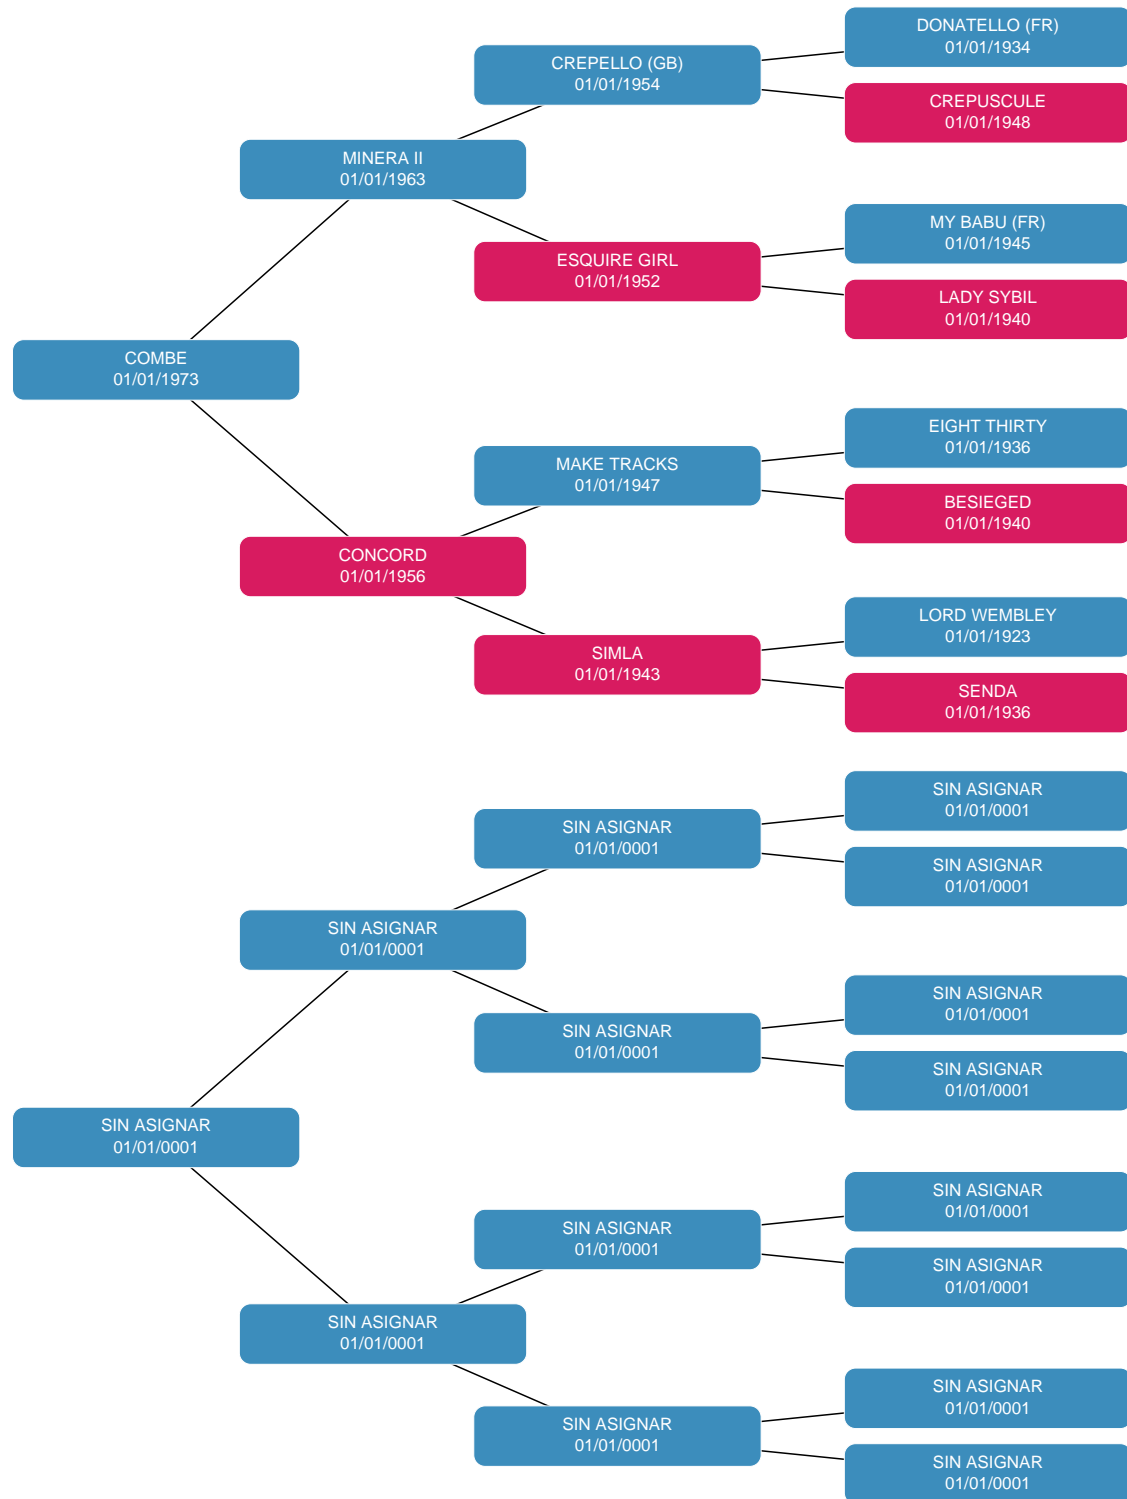 DONATELLO (FR)
01/01/1934
CREPELLO (GB)
01/01/1954
CREPUSCULE
01/01/1948
MINERA II
01/01/1963
MY BABU (FR)
01/01/1945
ESQUIRE GIRL
01/01/1952
LADY SYBIL
01/01/1940
COMBE
01/01/1973
EIGHT THIRTY
01/01/1936
MAKE TRACKS
01/01/1947
BESIEGED
01/01/1940
CONCORD
01/01/1956
LORD WEMBLEY
01/01/1923
SIMLA
01/01/1943
SENDA
01/01/1936
SIN ASIGNAR
01/01/0001
SIN ASIGNAR
01/01/0001
SIN ASIGNAR
01/01/0001
SIN ASIGNAR
01/01/0001
SIN ASIGNAR
01/01/0001
SIN ASIGNAR
01/01/0001
SIN ASIGNAR
01/01/0001
SIN ASIGNAR
01/01/0001
SIN ASIGNAR
01/01/0001
SIN ASIGNAR
01/01/0001
SIN ASIGNAR
01/01/0001
SIN ASIGNAR
01/01/0001
SIN ASIGNAR
01/01/0001
SIN ASIGNAR
01/01/0001
SIN ASIGNAR
01/01/0001